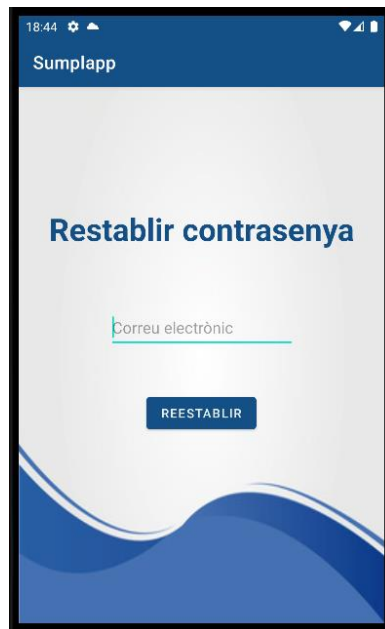 18:44
Sumplapp
Restablir contrasenya
Correu electrònic
REESTABLIR